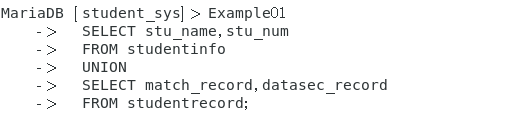 MariaDB [student_sys]> Example01
-> SELECT stu_name,stu_num
-> FROM studentinfo
-> UNION
-> SELECT match_record,datasec_record
-> FROM studentrecord;